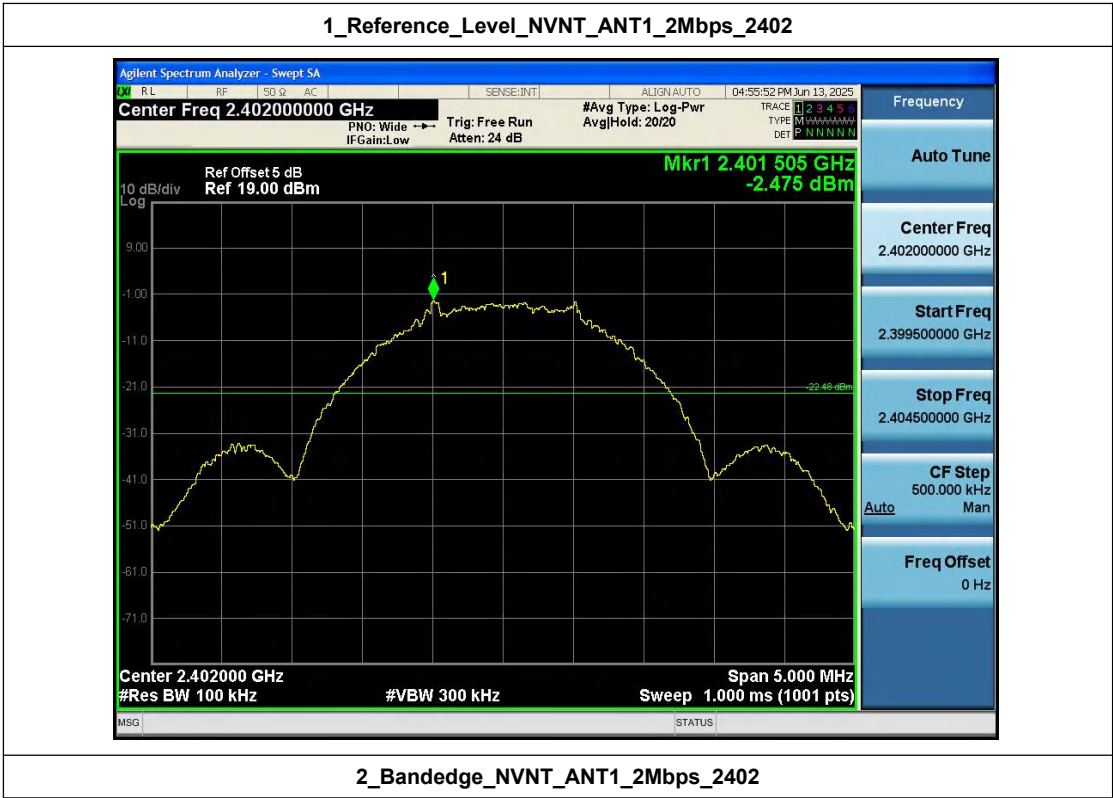 1_Reference_Level_NVNT_ANT1_2Mbps_2402
Agilent Spectrum Analyzer - Swept SA
LXI RL RF 50 Ω AC SENSE:INT ALIGN AUTO 04:55:52 PM Jun 13, 2025
Center Freq 2.402000000 GHz
PNO: Wide
IFGain:Low
Trig: Free Run
Atten: 24 dB
#Avg Type: Log-Pwr
Avg|Hold: 20/20
TRACE 1 2 3 4 5 6
TYPE M
DET P N N N N N
Mkr1 2.401 505 GHz
-2.475 dBm
Ref Offset 5 dB
10 dB/div Ref 19.00 dBm
Log
9.00
-1.00
-11.0
-21.0
-31.0
-41.0
-51.0
-61.0
-71.0
1
-22.48 dBm
Center 2.402000 GHz Span 5.000 MHz
#Res BW 100 kHz #VBW 300 kHz Sweep 1.000 ms (1001 pts)
MSG STATUS
Frequency
Auto Tune
Center Freq
2.402000000 GHz
Start Freq
2.399500000 GHz
Stop Freq
2.404500000 GHz
CF Step
500.000 kHz
Auto Man
Freq Offset
0 Hz
2_Bandedge_NVNT_ANT1_2Mbps_2402